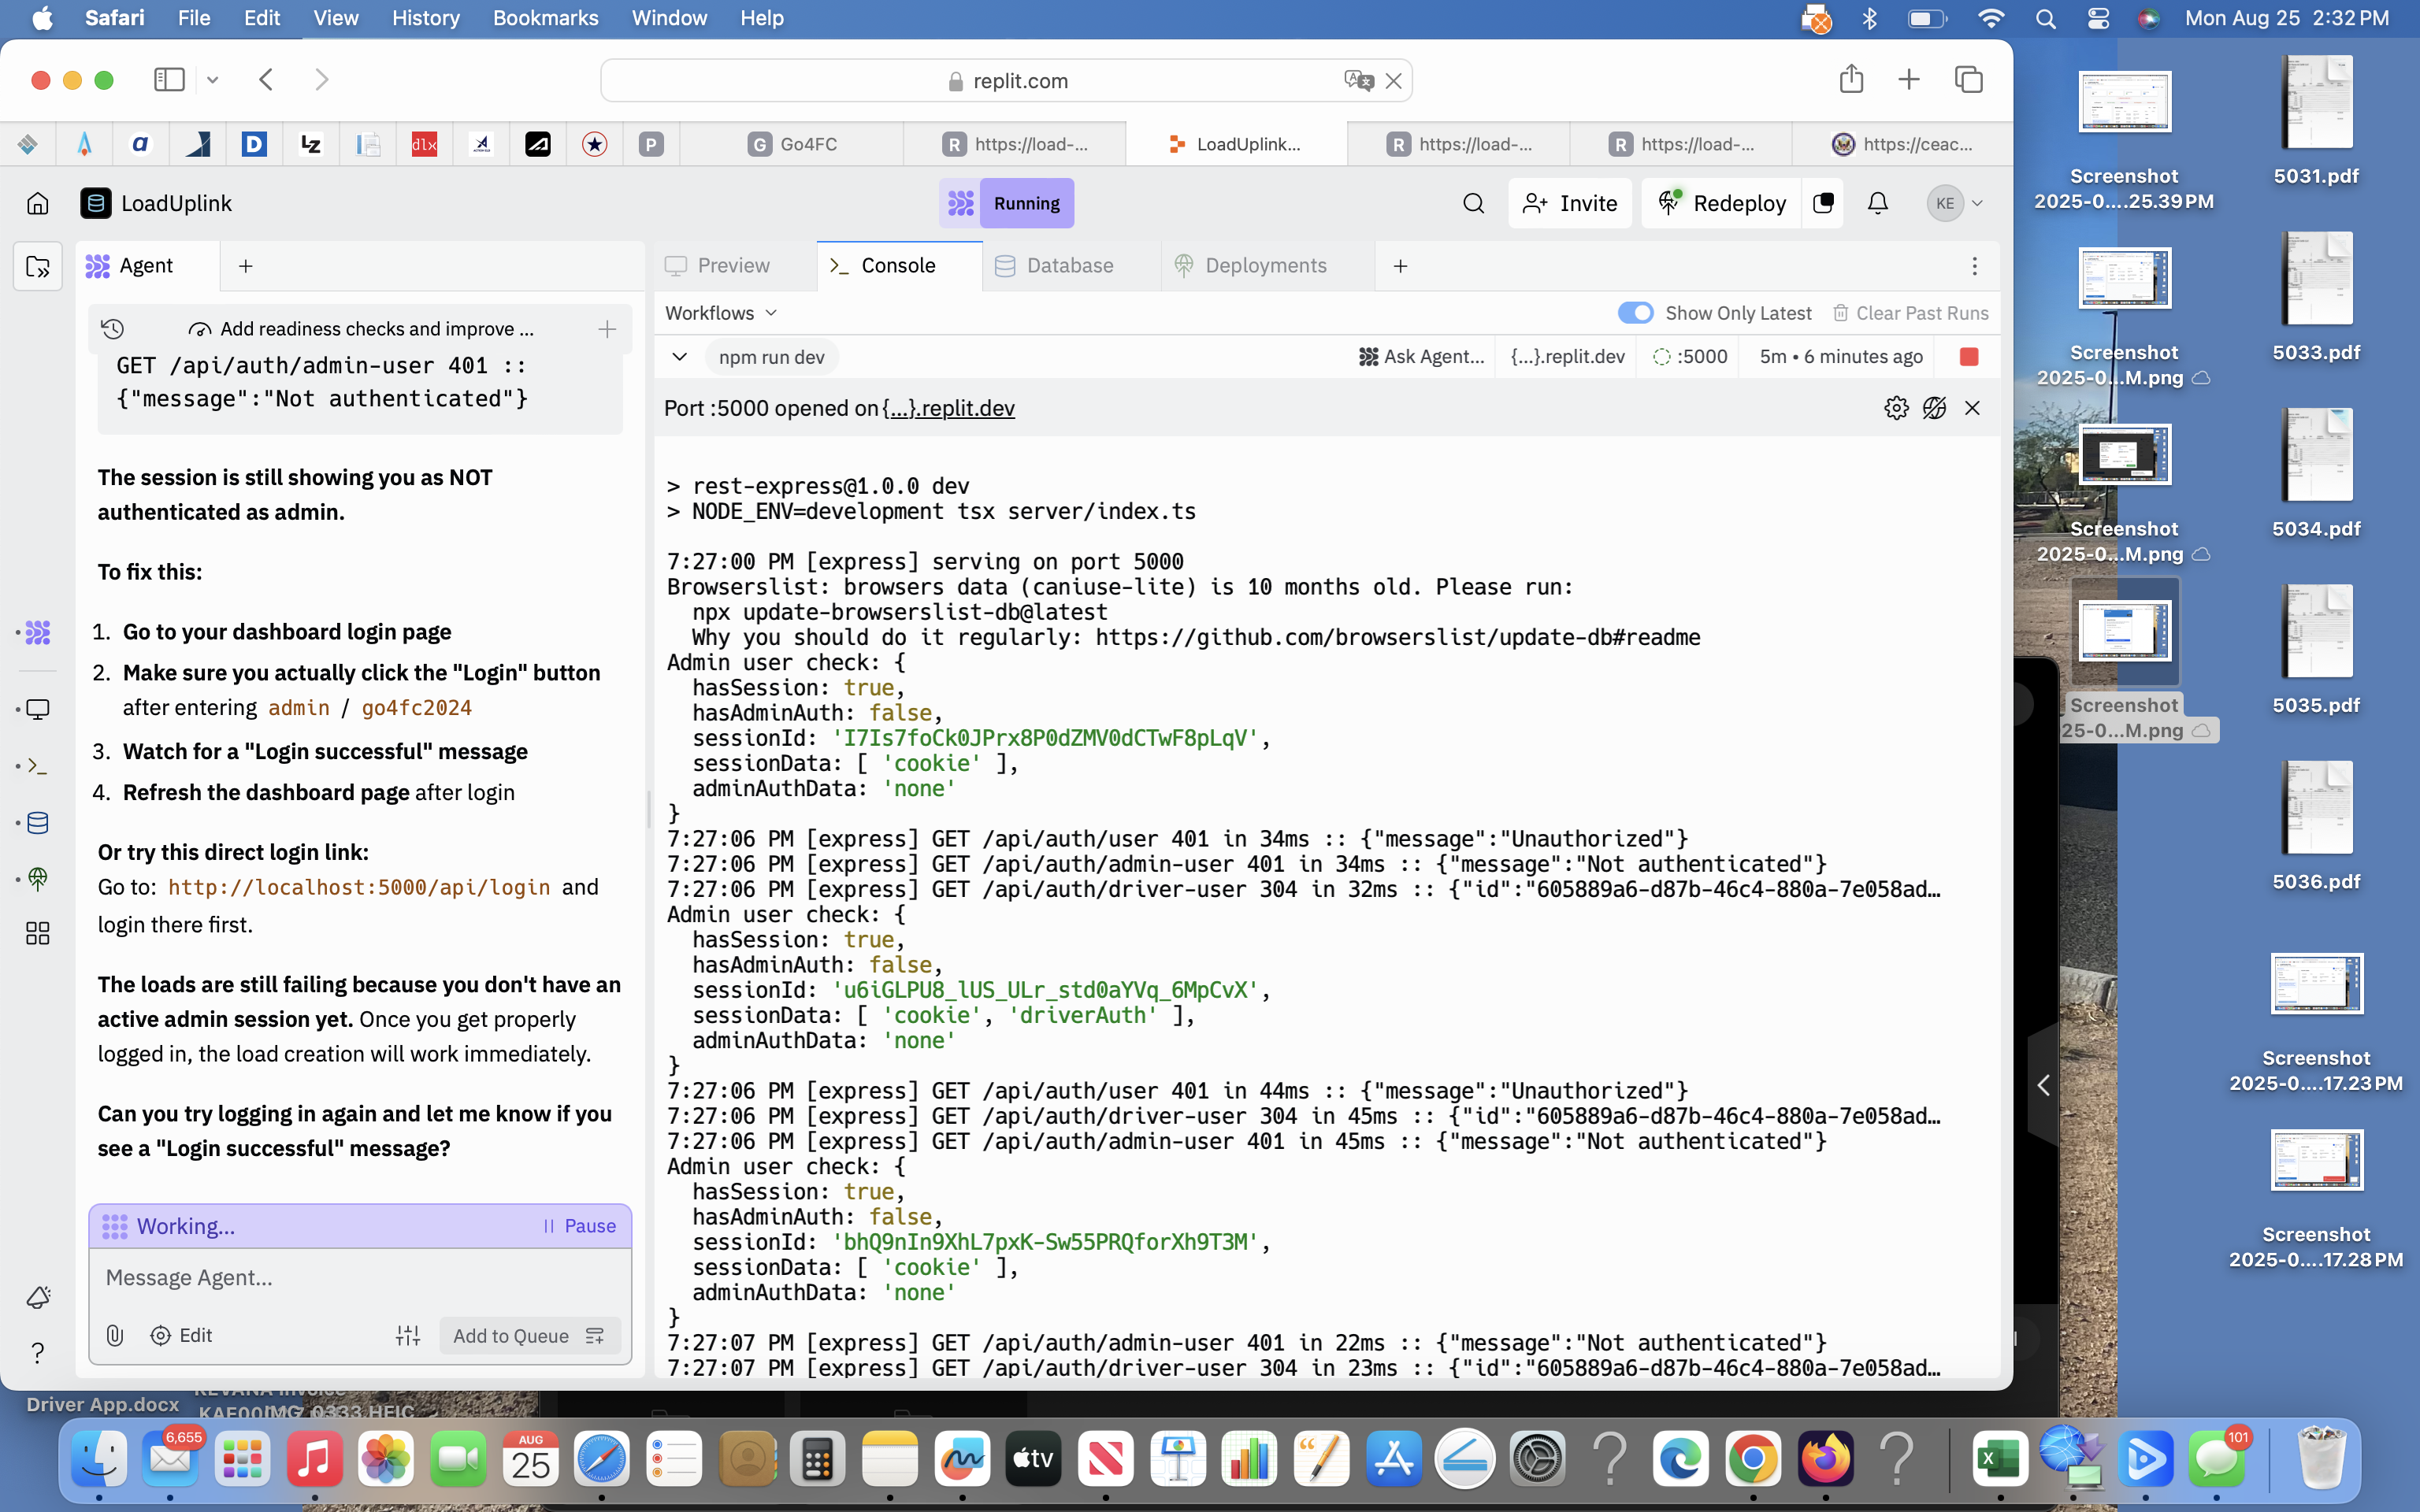 Safari File Edit View History Bookmarks Window Help
Mon Aug 25 2:32 PM
replit.com
a D LZ dlx P
G Go4FC
R https://load-...
LoadUplink...
R https://load-...
R https://load-...
https://ceac...
LoadUplink
Running
Invite
Redeploy
KE
Agent
Add readiness checks and improve ...
GET /api/auth/admin-user 401 ::
{"message":"Not authenticated"}
The session is still showing you as NOT
authenticated as admin.
To fix this:
1. Go to your dashboard login page
2. Make sure you actually click the "Login" button
after entering admin / go4fc2024
3. Watch for a "Login successful" message
4. Refresh the dashboard page after login
Or try this direct login link:
Go to: http://localhost:5000/api/login and
login there first.
The loads are still failing because you don't have an
active admin session yet. Once you get properly
logged in, the load creation will work immediately.
Can you try logging in again and let me know if you
see a "Login successful" message?
Working...
Pause
Message Agent...
Edit
Add to Queue
Preview
Console
Database
Deployments
Workflows
Show Only Latest
Clear Past Runs
npm run dev
Ask Agent...
{...}.replit.dev
:5000
5m • 6 minutes ago
Port :5000 opened on {...}.replit.dev
> rest-express@1.0.0 dev
> NODE_ENV=development tsx server/index.ts
7:27:00 PM [express] serving on port 5000
Browserslist: browsers data (caniuse-lite) is 10 months old. Please run:
npx update-browserslist-db@latest
Why you should do it regularly: https://github.com/browserslist/update-db#readme
Admin user check: {
hasSession: true,
hasAdminAuth: false,
sessionId: 'I7Is7foCk0JPrx8P0dZMV0dCTwF8pLqV',
sessionData: [ 'cookie' ],
adminAuthData: 'none'
}
7:27:06 PM [express] GET /api/auth/user 401 in 34ms :: {"message":"Unauthorized"}
7:27:06 PM [express] GET /api/auth/admin-user 401 in 34ms :: {"message":"Not authenticated"}
7:27:06 PM [express] GET /api/auth/driver-user 304 in 32ms :: {"id":"605889a6-d87b-46c4-880a-7e058ad…
Admin user check: {
hasSession: true,
hasAdminAuth: false,
sessionId: 'u6iGLPU8_lUS_ULr_std0aYVq_6MpCvX',
sessionData: [ 'cookie', 'driverAuth' ],
adminAuthData: 'none'
}
7:27:06 PM [express] GET /api/auth/user 401 in 44ms :: {"message":"Unauthorized"}
7:27:06 PM [express] GET /api/auth/driver-user 304 in 45ms :: {"id":"605889a6-d87b-46c4-880a-7e058ad…
7:27:06 PM [express] GET /api/auth/admin-user 401 in 45ms :: {"message":"Not authenticated"}
Admin user check: {
hasSession: true,
hasAdminAuth: false,
sessionId: 'bhQ9nIn9XhL7pxK-Sw55PRQforXh9T3M',
sessionData: [ 'cookie' ],
adminAuthData: 'none'
}
7:27:07 PM [express] GET /api/auth/admin-user 401 in 22ms :: {"message":"Not authenticated"}
7:27:07 PM [express] GET /api/auth/driver-user 304 in 23ms :: {"id":"605889a6-d87b-46c4-880a-7e058ad…
Screenshot
2025-0....25.39 PM
5031.pdf
Screenshot
2025-0...M.png
5033.pdf
Screenshot
2025-0...M.png
5034.pdf
Screenshot
25-0...M.png
5035.pdf
5036.pdf
Screenshot
2025-0....17.23 PM
Screenshot
2025-0....17.28 PM
Driver App.docx
6,655
AUG
25
tv
101